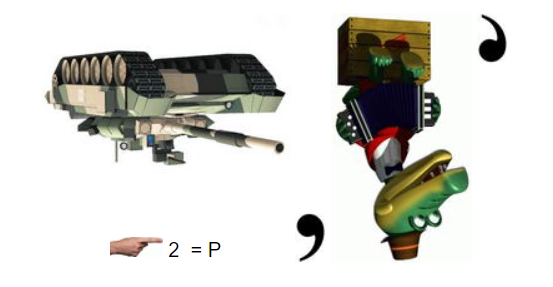 ,
2 = P
,